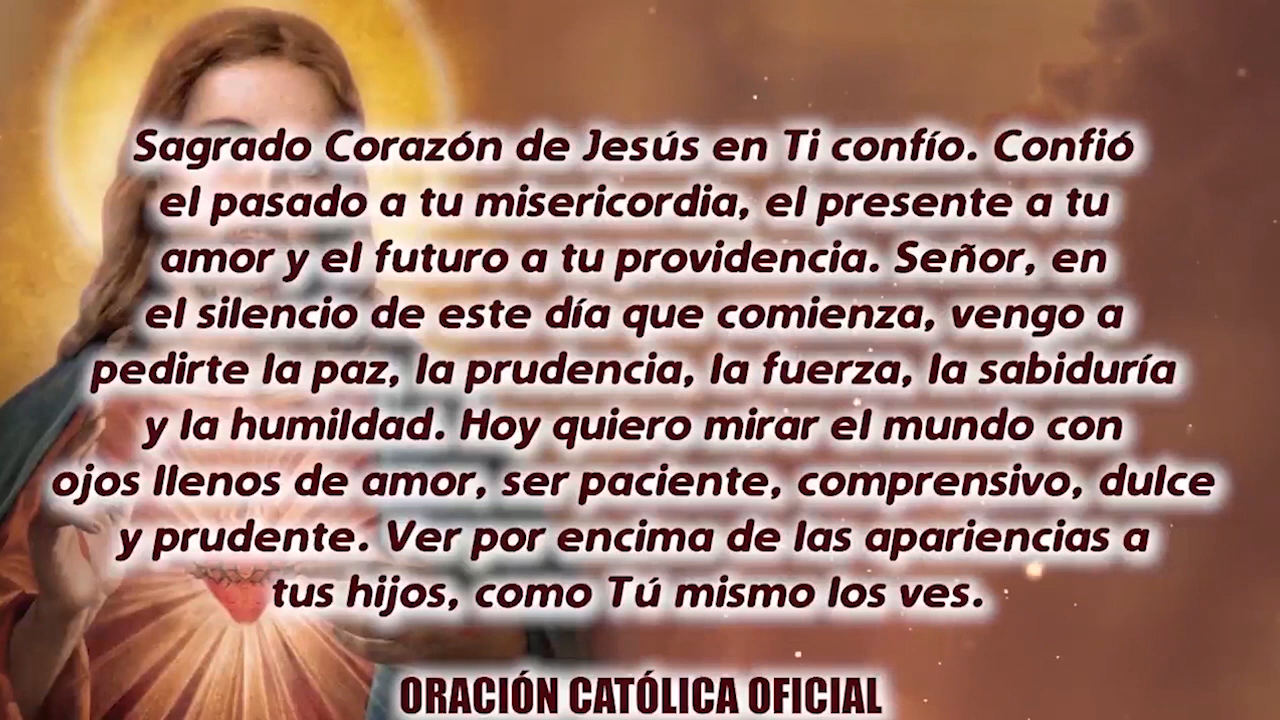 Sagrado Corazón de Jesús en Ti confío. Confió
el pasado a tu misericordia, el presente a tu
amor y el futuro a tu providencia. Señor, en
el silencio de este día que comienza, vengo a
pedirte la paz, la prudencia, la fuerza, la sabiduría
y la humildad. Hoy quiero mirar el mundo con
ojos llenos de amor, ser paciente, comprensivo, dulce
y prudente. Ver por encima de las apariencias a
tus hijos, como Tú mismo los ves.
ORACIÓN CATÓLICA OFICIAL